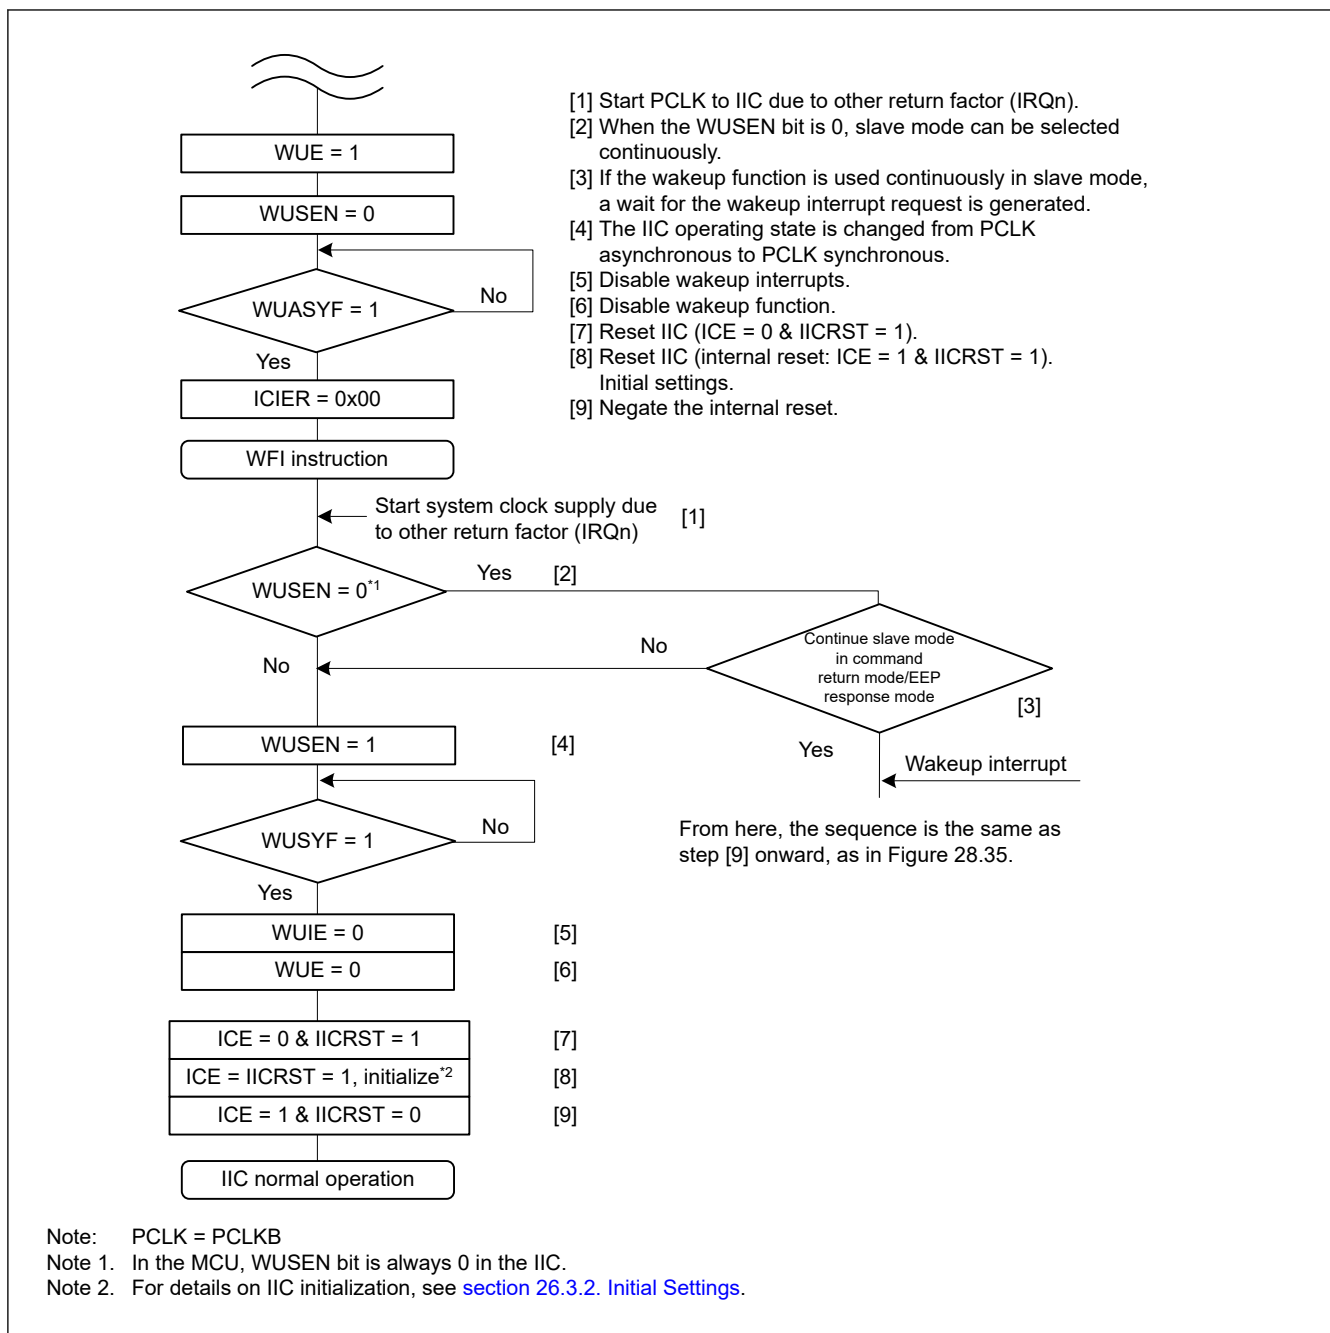 [1] Start PCLK to IIC due to other return factor (IRQn).
[2] When the WUSEN bit is 0, slave mode can be selected
continuously.
[3] If the wakeup function is used continuously in slave mode,
a wait for the wakeup interrupt request is generated.
[4] The IIC operating state is changed from PCLK
asynchronous to PCLK synchronous.
[5] Disable wakeup interrupts.
[6] Disable wakeup function.
[7] Reset IIC (ICE = 0 & IICRST = 1).
[8] Reset IIC (internal reset: ICE = 1 & IICRST = 1).
Initial settings.
[9] Negate the internal reset.
WUE = 1
WUSEN = 0
WUASYF = 1
No
Yes
ICIER = 0x00
WFI instruction
Start system clock supply due
to other return factor (IRQn)
[1]
WUSEN = 0*1
Yes
[2]
No
Continue slave mode
in command
return mode/EEP
response mode
[3]
No
Yes
Wakeup interrupt
From here, the sequence is the same as
step [9] onward, as in Figure 28.35.
WUSEN = 1
[4]
WUSYF = 1
No
Yes
WUIE = 0
[5]
WUE = 0
[6]
ICE = 0 & IICRST = 1
[7]
ICE = IICRST = 1, initialize*2
[8]
ICE = 1 & IICRST = 0
[9]
IIC normal operation
Note: PCLK = PCLKB
Note 1. In the MCU, WUSEN bit is always 0 in the IIC.
Note 2. For details on IIC initialization, see section 26.3.2. Initial Settings.